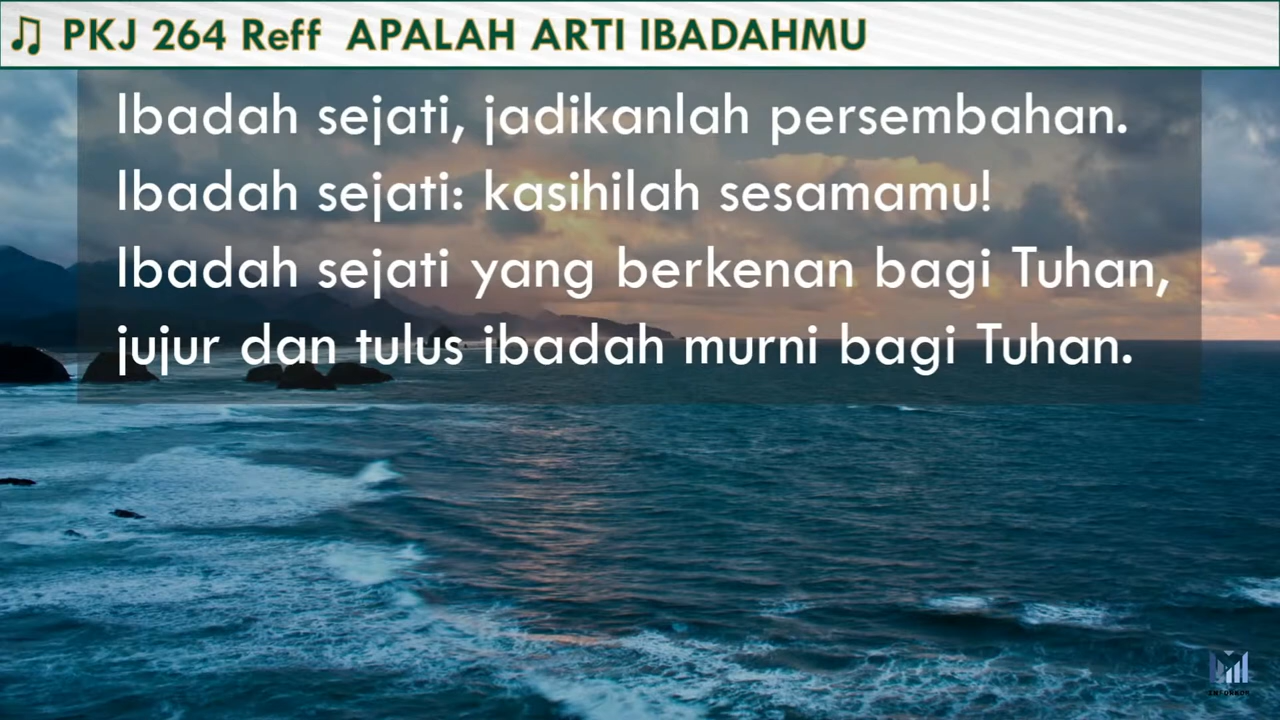 ♫ PKJ 264 Reff APALAH ARTI IBADAHMU
Ibadah sejati, jadikanlah persembahan.
Ibadah sejati: kasihilah sesamamu!
Ibadah sejati yang berkenan bagi Tuhan,
jujur dan tulus ibadah murni bagi Tuhan.